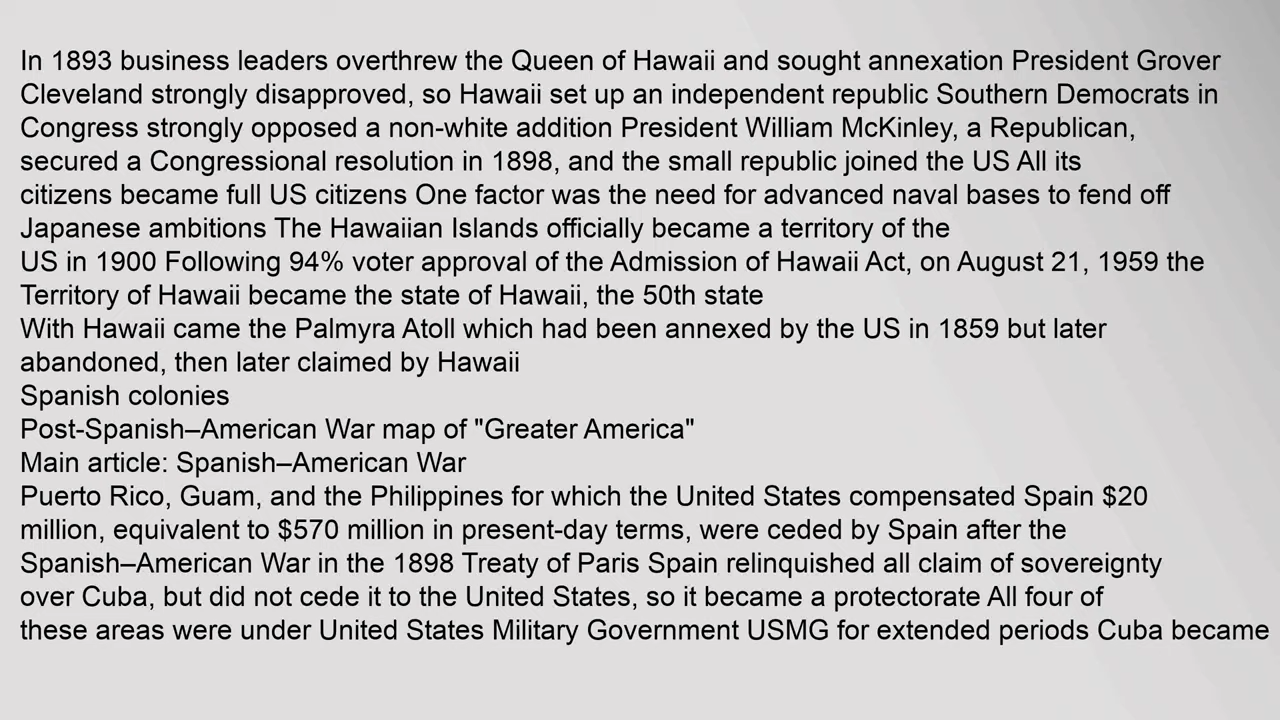 In 1893 business leaders overthrew the Queen of Hawaii and sought annexation President Grover
Cleveland strongly disapproved, so Hawaii set up an independent republic Southern Democrats in
Congress strongly opposed a non-white addition President William McKinley, a Republican,
secured a Congressional resolution in 1898, and the small republic joined the US All its
citizens became full US citizens One factor was the need for advanced naval bases to fend off
Japanese ambitions The Hawaiian Islands officially became a territory of the
US in 1900 Following 94% voter approval of the Admission of Hawaii Act, on August 21, 1959 the
Territory of Hawaii became the state of Hawaii, the 50th state
With Hawaii came the Palmyra Atoll which had been annexed by the US in 1859 but later
abandoned, then later claimed by Hawaii
Spanish colonies
Post-Spanish–American War map of "Greater America"
Main article: Spanish–American War
Puerto Rico, Guam, and the Philippines for which the United States compensated Spain $20
million, equivalent to $570 million in present-day terms, were ceded by Spain after the
Spanish–American War in the 1898 Treaty of Paris Spain relinquished all claim of sovereignty
over Cuba, but did not cede it to the United States, so it became a protectorate All four of
these areas were under United States Military Government USMG for extended periods Cuba became